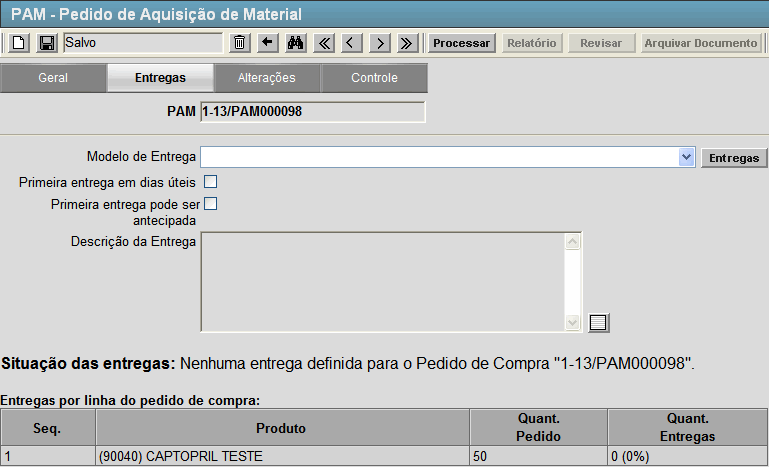 PAM - Pedido de Aquisição de Material
Salvo Processar Relatório Revisar Arquivar Documento
Geral Entregas Alterações Controle
PAM 1-13/PAM000098
Modelo de Entrega Entregas
Primeira entrega em dias úteis
Primeira entrega pode ser
antecipada
Descrição da Entrega
Situação das entregas: Nenhuma entrega definida para o Pedido de Compra "1-13/PAM000098".
Entregas por linha do pedido de compra:
Seq. Produto Quant. Pedido Quant. Entregas
1 (90040) CAPTOPRIL TESTE 50 0 (0%)